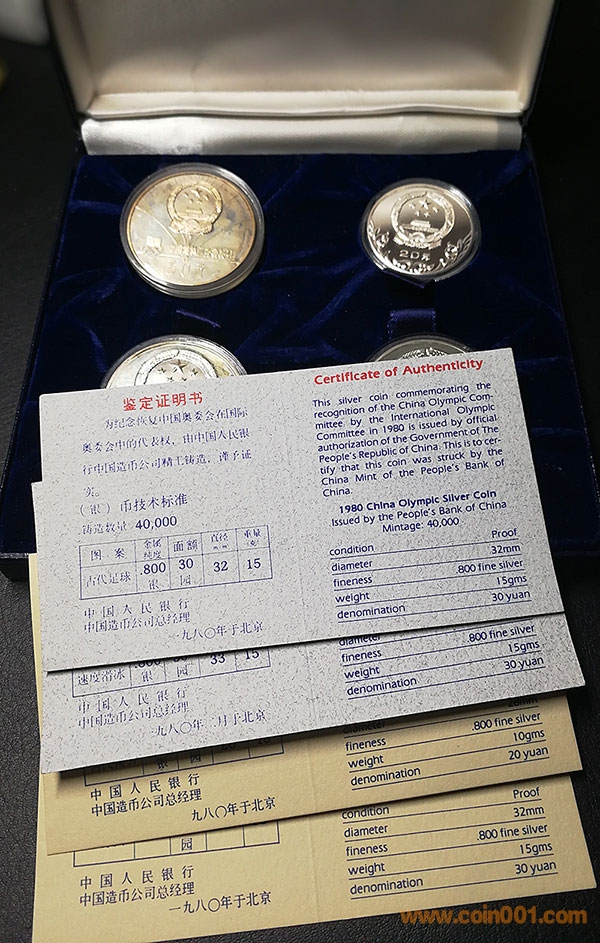 20元
鉴定证明书
为纪念恢复中国奥委会在国际
奥委会中的代表权，由中国人民银
行中国造币公司精工铸造，谨予证
实。
（银）币技术标准
铸造数量 40,000
图 案 金属纯度 面 额 直径mm 重量克
古代足球 .800银 30园 32 15
中 国 人 民 银 行
中国造币公司总经理
一九八〇年于北京
Certificate of Authenticity
This silver coin commemorating the
recognition of the China Olympic Com-
mittee by the International Olympic
Committee in 1980 is issued by official
authorization of the Government of The
People's Republic of China. This is to cer-
tify that this coin was struck by the
China Mint of the People's Bank of
China.
1980 China Olympic Silver Coin
Issued by the People's Bank of China
Mintage: 40,000
condition Proof
diameter 32mm
fineness .800 fine silver
weight 15gms
denomination 30 yuan
速度滑冰 银 园 33 15
中 国 人 民 银 行
中国造币公司总经理
一九八〇年二月于北京
diameter
fineness .800 fine silver
weight 15gms
denomination 30 yuan
银 园
中 国 人 民 银 行
中国造币公司总经理
九八〇年于北京
fineness .800 fine silver
weight 10gms
denomination 20 yuan
园
中 国 人 民 银 行
中国造币公司总经理
一九八〇年于北京
condition Proof
diameter 32mm
fineness .800 fine silver
weight 15gms
denomination 30 yuan
www.coin001.com